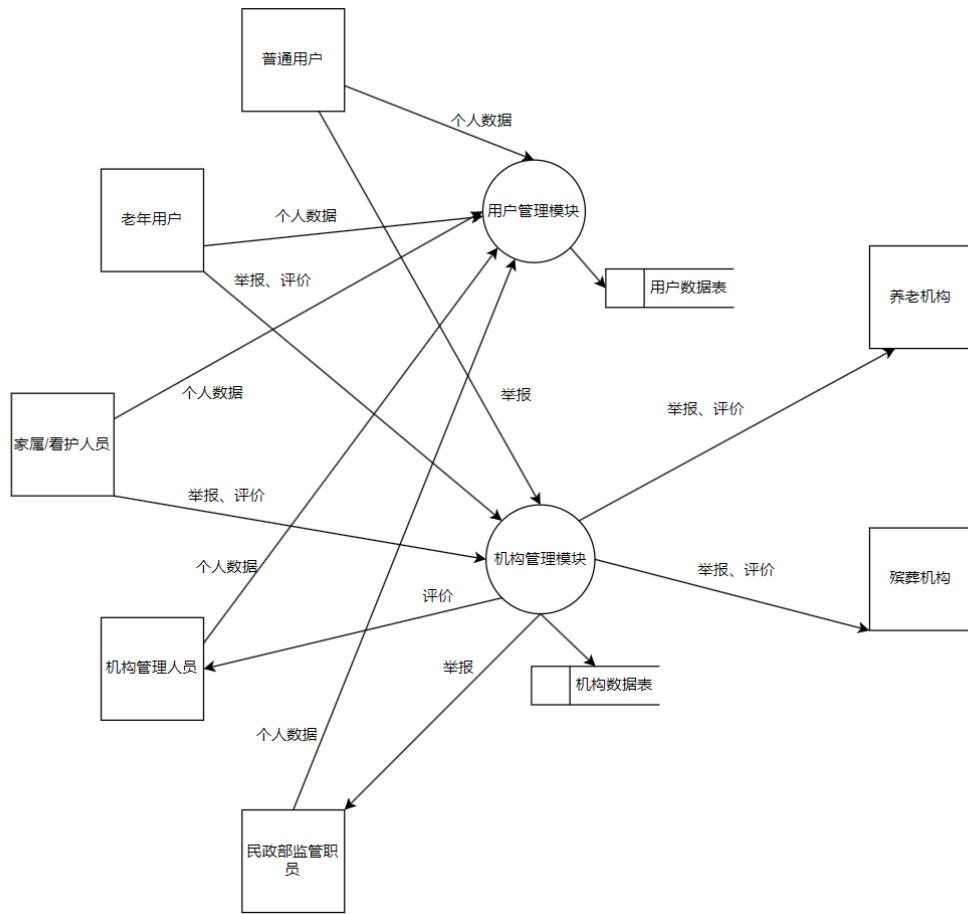 普通用户
个人数据
老年用户
个人数据
用户管理模块
举报、评价
用户数据表
养老机构
个人数据
举报
举报、评价
家属/看护人员
举报、评价
机构管理模块
个人数据
举报、评价
殡葬机构
评价
机构管理人员
举报
机构数据表
个人数据
民政部监管职
员